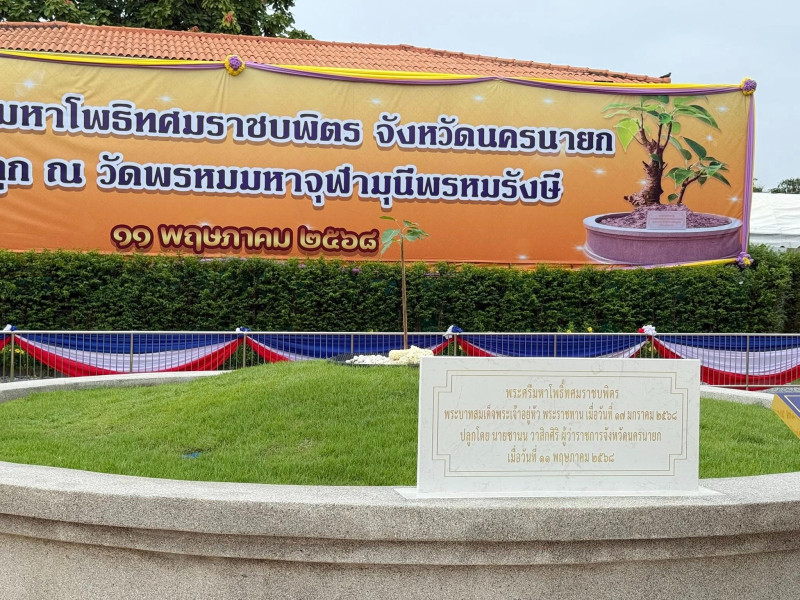 มหาโพธิทศมราชบพิตร จังหวัดนครนายก
ณ วัดพรหมมหาจุฬามุนีพรหมรังษี
๑๑ พฤษภาคม ๒๕๖๘
พระศรีมหาโพธิ์ทศมราชบพิตร
พระบาทสมเด็จพระเจ้าอยู่หัว พระราชทาน เมื่อวันที่ ๑๗ มกราคม ๒๕๖๘
ปลูกโดย นายชานน วาสิกศิริ ผู้ว่าราชการจังหวัดนครนายก
เมื่อวันที่ ๑๑ พฤษภาคม ๒๕๖๘